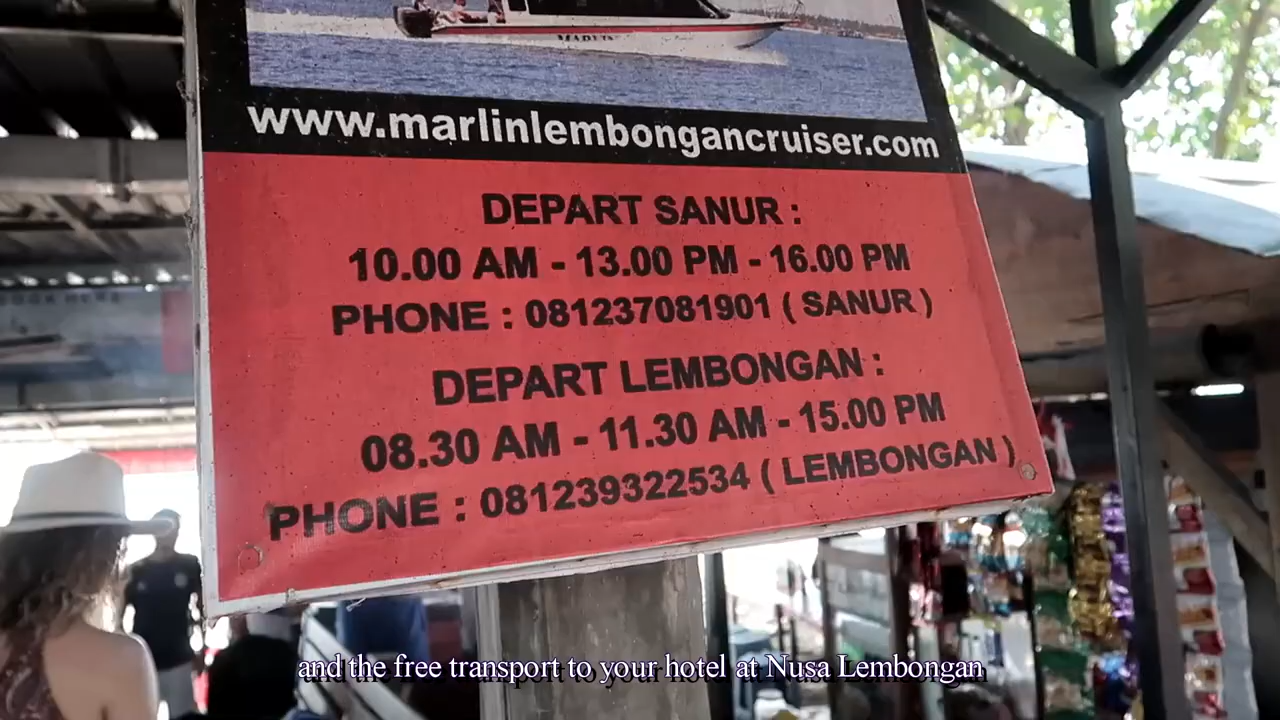 www.marlinlembongancruiser.com
DEPART SANUR :
10.00 AM - 13.00 PM - 16.00 PM
PHONE : 081237081901 ( SANUR )
DEPART LEMBONGAN :
08.30 AM - 11.30 AM - 15.00 PM
PHONE : 081239322534 ( LEMBONGAN )
and the free transport to your hotel at Nusa Lembongan